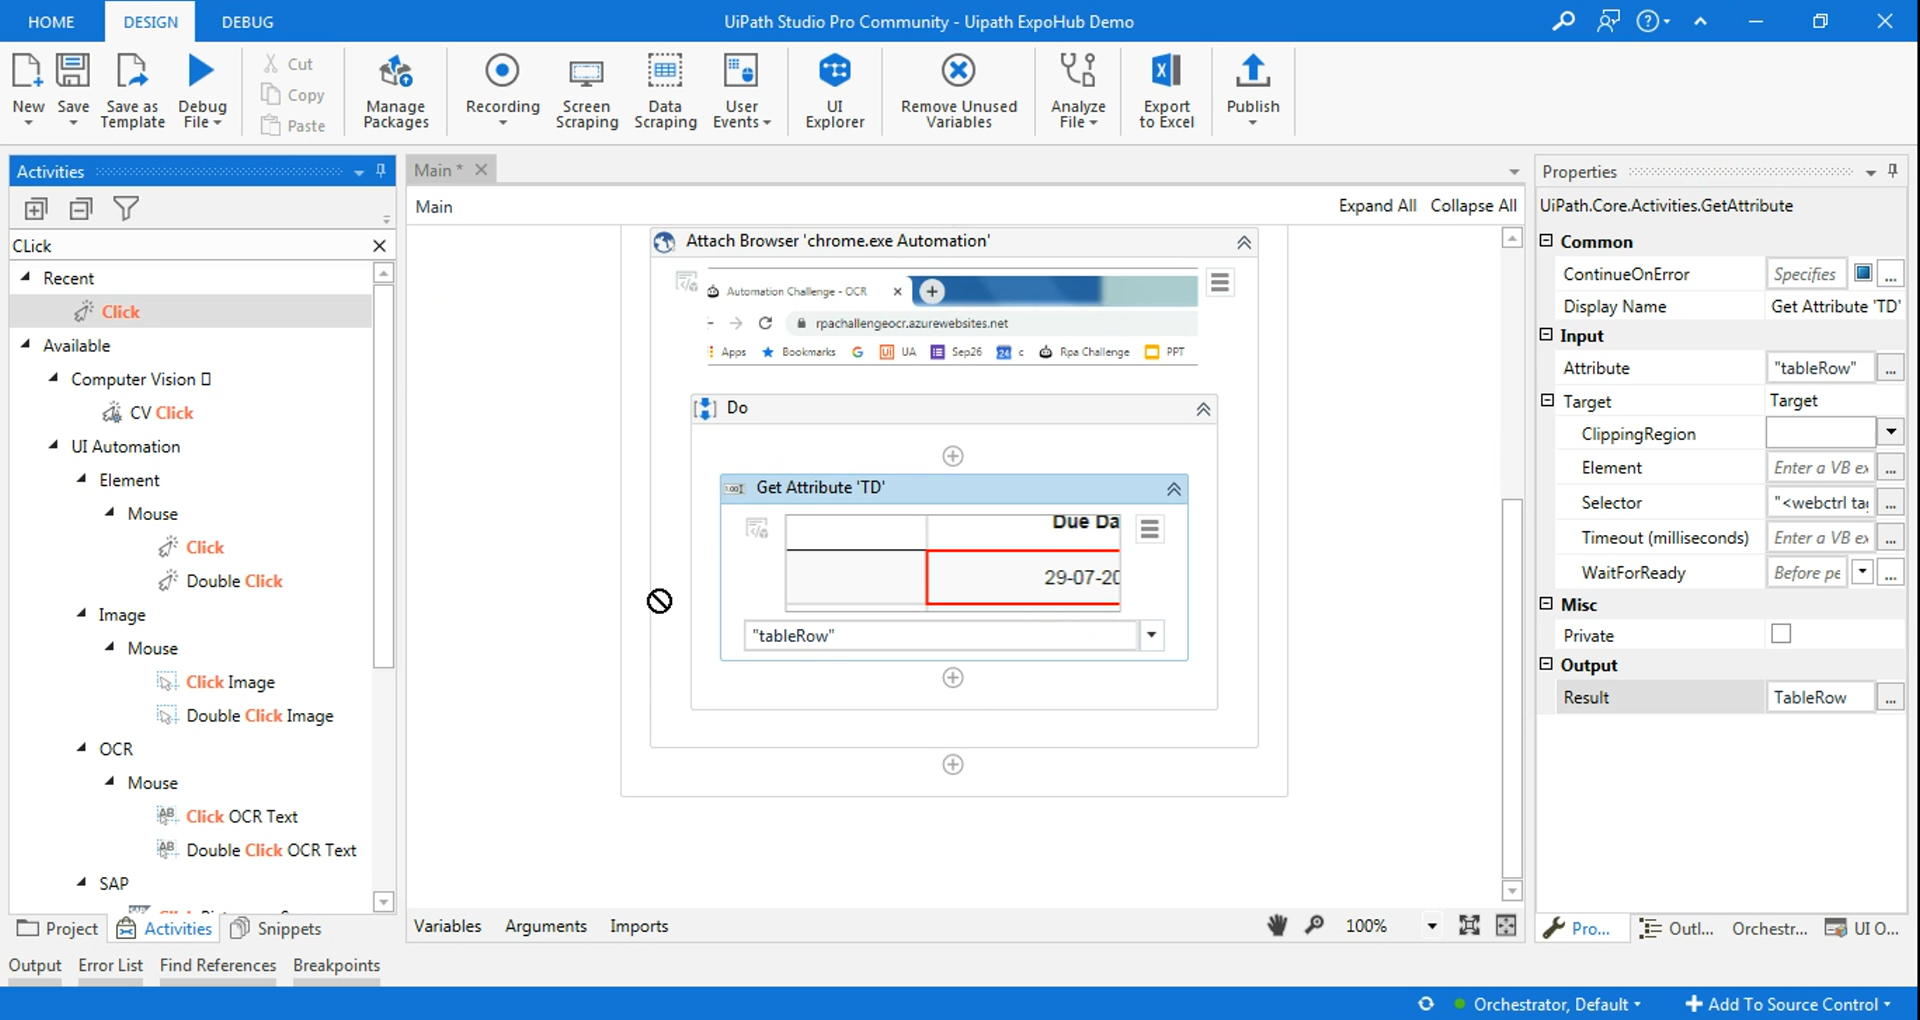 HOME DESIGN DEBUG UiPath Studio Pro Community - Uipath ExpoHub Demo
New Save Save as Template Debug File Cut Copy Paste Manage Packages Recording Screen Scraping Data Scraping User Events UI Explorer Remove Unused Variables Analyze File Export to Excel Publish
Activities
CLick
Recent
Click
Available
Computer Vision
CV Click
UI Automation
Element
Mouse
Click
Double Click
Image
Mouse
Click Image
Double Click Image
OCR
Mouse
Click OCR Text
Double Click OCR Text
SAP
Project Activities Snippets
Main *
Main Expand All Collapse All
Attach Browser 'chrome.exe Automation'
Automation Challenge - OCR
rpachallengeocr.azurewebsites.net
Apps Bookmarks UA Sep26 24 c Rpa Challenge PPT
Do
Get Attribute 'TD'
Due Da
29-07-20
"tableRow"
Variables Arguments Imports 100%
Properties
UiPath.Core.Activities.GetAttribute
Common
ContinueOnError Specifies ...
Display Name Get Attribute 'TD'
Input
Attribute "tableRow" ...
Target Target
ClippingRegion
Element Enter a VB ex ...
Selector "<webctrl tag ...
Timeout (milliseconds) Enter a VB ex ...
WaitForReady Before pe ...
Misc
Private
Output
Result TableRow ...
Pro... Outl... Orchestr... UI O...
Output Error List Find References Breakpoints
Orchestrator, Default Add To Source Control